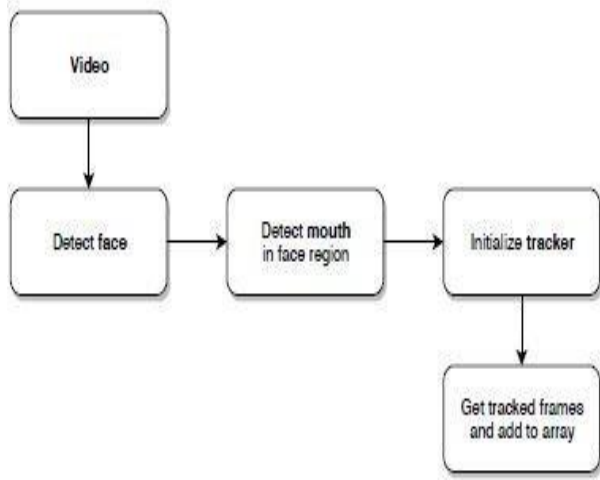 Video
Detect face
Detect mouth
in face region
Initialize tracker
Get tracked frames
and add to array